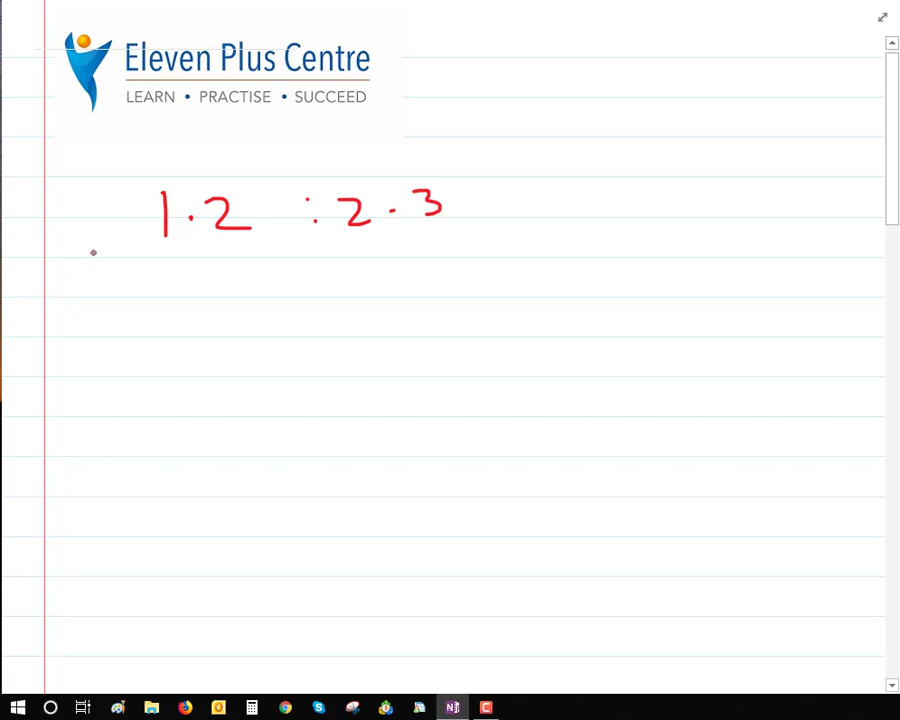 Eleven Plus Centre
LEARN • PRACTISE • SUCCEED
1.2 : 2.3